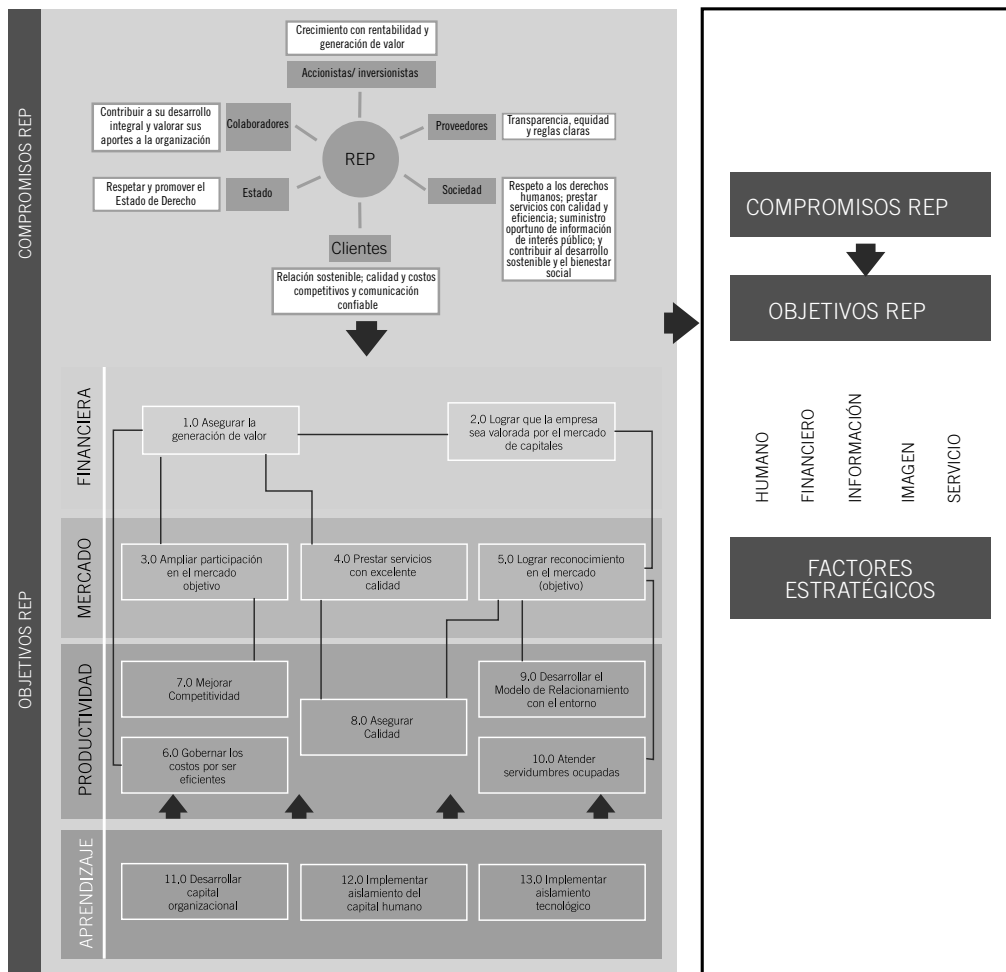 COMPROMISOS REP
Crecimiento con rentabilidad y
generación de valor
Accionistas/ inversionistas
Contribuir a su desarrollo
integral y valorar sus
aportes a la organización
Colaboradores
Proveedores
Transparencia, equidad
y reglas claras
REP
Respetar y promover el
Estado de Derecho
Estado
Sociedad
Respeto a los derechos
humanos; prestar
servicios con calidad y
eficiencia; suministro
oportuno de información
de interés público; y
contribuir al desarrollo
sostenible y el bienestar
social
Clientes
Relación sostenible; calidad y costos
competitivos y comunicación
confiable
OBJETIVOS REP
FINANCIERA
1.0 Asegurar la
generación de valor
2.0 Lograr que la empresa
sea valorada por el mercado
de capitales
MERCADO
3.0 Ampliar participación
en el mercado
objetivo
4.0 Prestar servicios
con excelente
calidad
5.0 Lograr reconocimiento
en el mercado
(objetivo)
PRODUCTIVIDAD
7.0 Mejorar
Competitividad
8.0 Asegurar
Calidad
9.0 Desarrollar el
Modelo de Relacionamiento
con el entorno
6.0 Gobernar los
costos por ser
eficientes
10.0 Atender
servidumbres ocupadas
APRENDIZAJE
11.0 Desarrollar
capital
organizacional
12.0 Implementar
aislamiento del
capital humano
13.0 Implementar
aislamiento
tecnológico
COMPROMISOS REP
OBJETIVOS REP
HUMANO
FINANCIERO
INFORMACIÓN
IMAGEN
SERVICIO
FACTORES
ESTRATÉGICOS